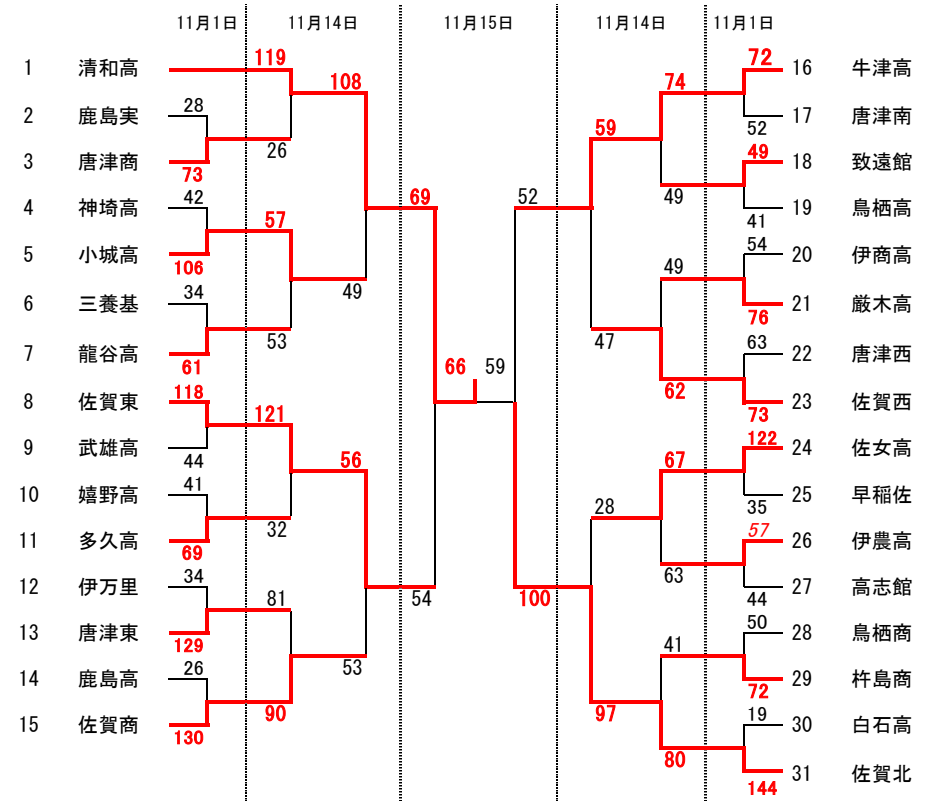 11月1日 11月14日 11月15日 11月14日 11月1日
119 72
1 清和高 108 74 16 牛津高
28
2 鹿島実 17 唐津南
59 52
26 49
3 唐津商 18 致遠館
73
42 69 52 49
4 神埼高 19 鳥栖高
57 41
54
5 小城高 20 伊商高
106 49
34 49
6 三養基 21 厳木高
76
53 47 63
7 龍谷高 22 唐津西
61 66 59
118 62
8 佐賀東 23 佐賀西
121 73
122
9 武雄高 24 佐女高
44 56 67
41
10 嬉野高 25 早稲佐
28 35
32 57
11 多久高 26 伊農高
69
34 63
12 伊万里 27 高志館
81 54 100 44
50
13 唐津東 28 鳥栖商
129 41
26 53
14 鹿島高 29 杵島商
72
90 97 19
15 佐賀商 30 白石高
130
80
31 佐賀北
144